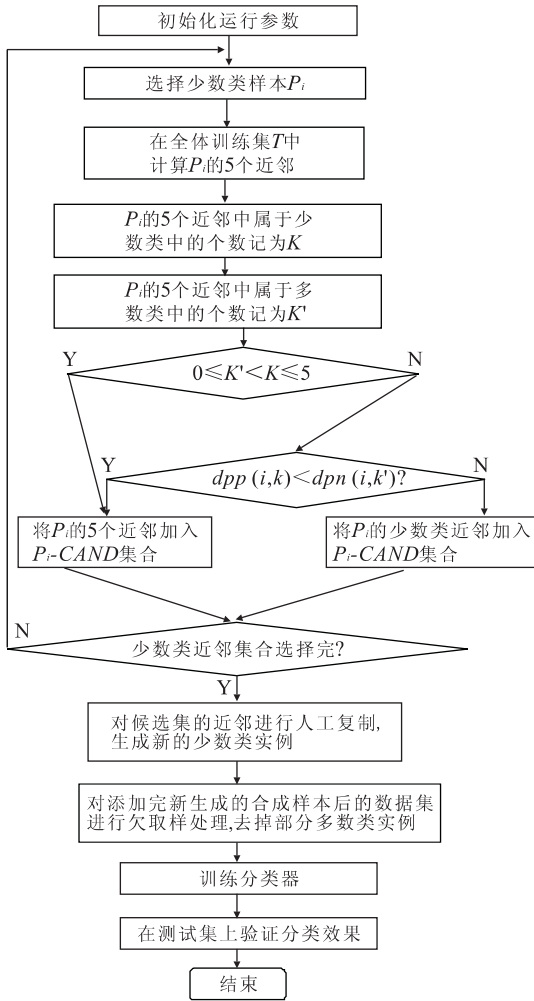 初始化运行参数
选择少数类样本Pi
在全体训练集T中
计算Pi的5个近邻
Pi的5个近邻中属于少
数类中的个数记为K
Pi的5个近邻中属于多
数类中的个数记为K'
Y
N
0≤K'<K≤5
Y
dpp (i,k)<dpn (i,k')?
N
将Pi的5个近邻加入
Pi-CAND集合
将Pi的少数类近邻加入
Pi-CAND集合
N
少数类近邻集合选择完?
Y
对候选集的近邻进行人工复制,
生成新的少数类实例
对添加完新生成的合成样本后的数据集
进行欠取样处理,去掉部分多数类实例
训练分类器
在测试集上验证分类效果
结束